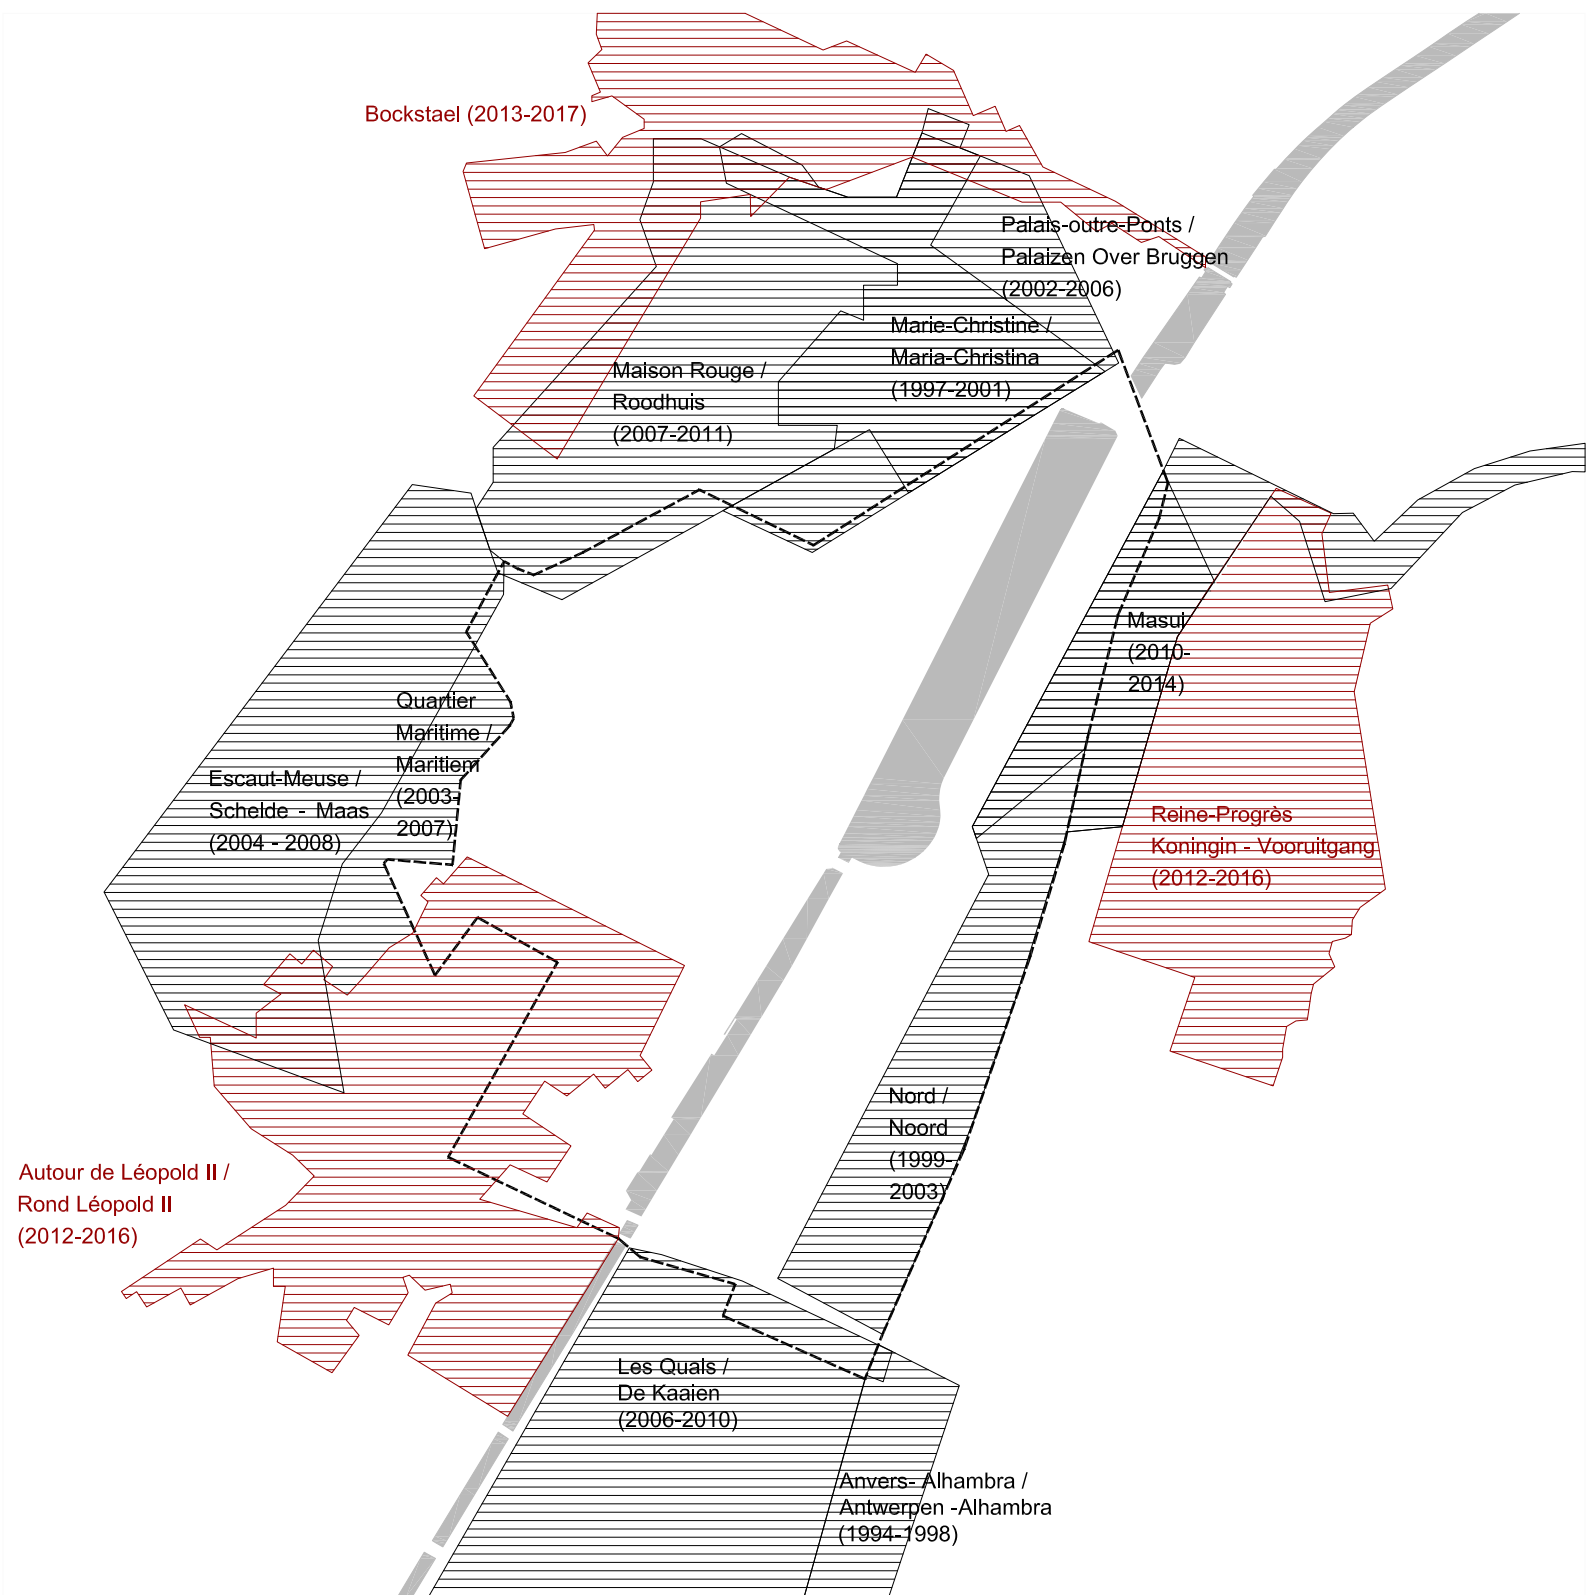 Bockstael (2013-2017)
Palais-outre-Ponts /
Palaizen Over Bruggen
(2002-2006)
Marie-Christine /
Maria-Christina
(1997-2001)
Maison Rouge /
Roodhuis
(2007-2011)
Masui
(2010-
2014)
Quartier
Maritime /
Maritiem
(2003-
2007)
Escaut-Meuse /
Schelde - Maas
(2004 - 2008)
Reine-Progrès
Koningin - Vooruitgang
(2012-2016)
Nord /
Noord
(1999-
2003)
Autour de Léopold II /
Rond Léopold II
(2012-2016)
Les Quais /
De Kaaien
(2006-2010)
Anvers- Alhambra /
Antwerpen -Alhambra
(1994-1998)